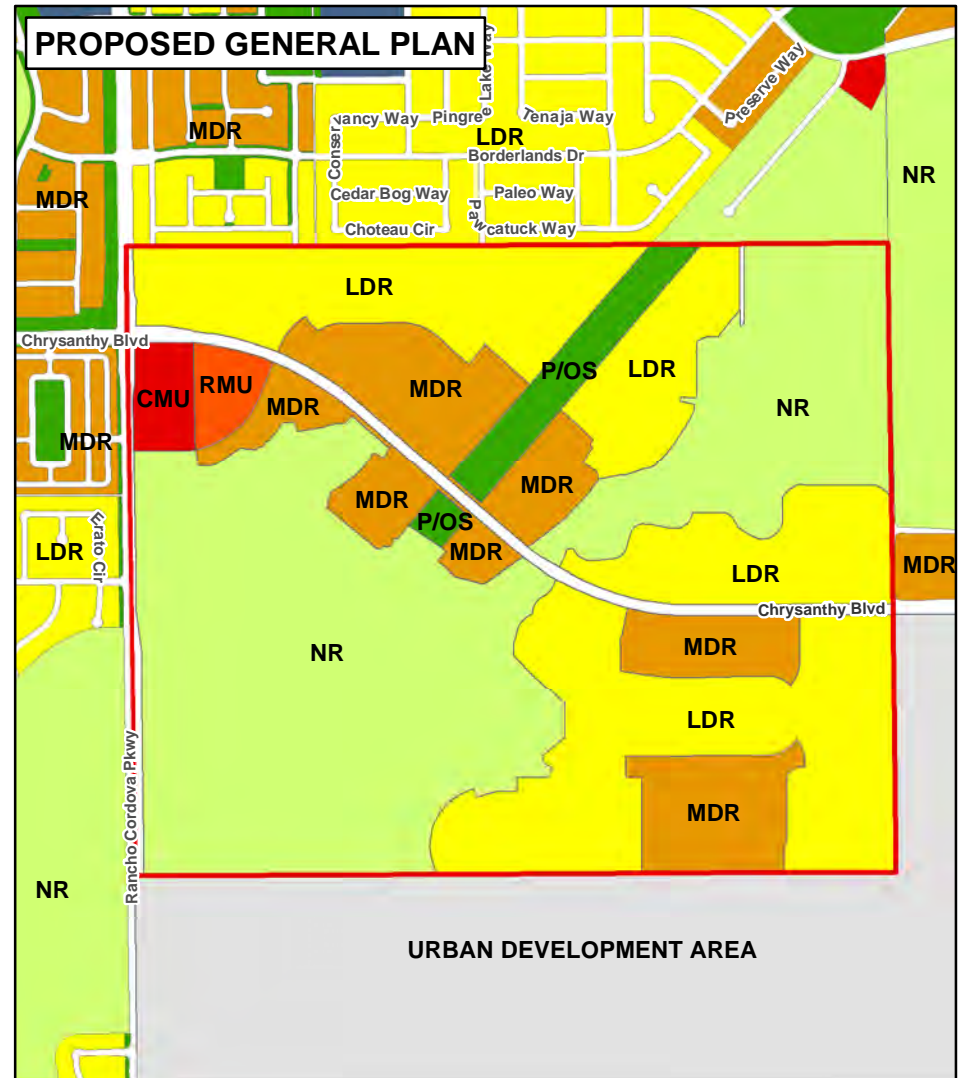 PROPOSED GENERAL PLAN
Pingree Lake Way
Preserve Way
Conservancy Way
Tenaja Way
MDR
LDR
Borderlands Dr
NR
MDR
Cedar Bog Way
Paleo Way
Choteau Cir
Pawcatuck Way
LDR
Chrysanthy Blvd
P/OS
LDR
CMU
RMU
MDR
MDR
NR
MDR
MDR
MDR
P/OS
MDR
Erato Cir
LDR
LDR
MDR
Chrysanthy Blvd
NR
MDR
LDR
Rancho Cordova Pkwy
MDR
NR
URBAN DEVELOPMENT AREA